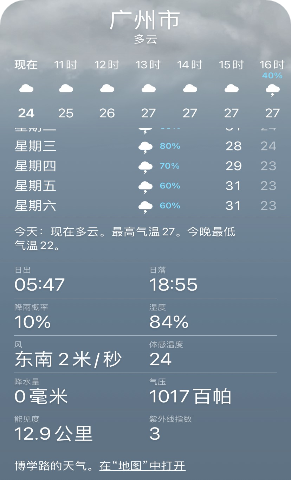 广州市
多云
现在 11时 12时 13时 14时 15时 16时
40%
24 25 26 27 27 27 27
星期三 80% 28 24
星期四 70% 29 23
星期五 60% 31 23
星期六 60% 31 23
今天：现在多云。最高气温27。今晚最低
气温22。
日出 日落
05:47 18:55
降雨概率 湿度
10% 84%
风 体感温度
东南 2 米/秒 24
降水量 气压
0 毫米 1017 百帕
能见度 紫外线指数
12.9 公里 3
博学路的天气。在“地图”中打开